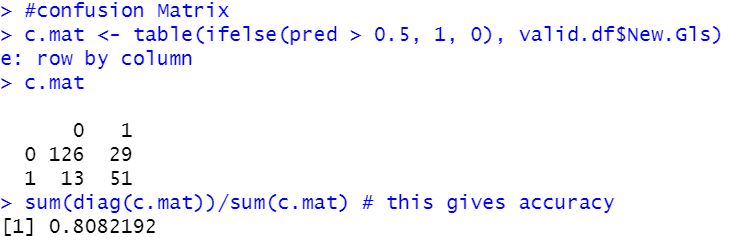 > #confusion Matrix
> c.mat <- table(ifelse(pred > 0.5, 1, 0), valid.df$New.Gls)
e: row by column
> c.mat
0 1
0 126 29
1 13 51
> sum(diag(c.mat))/sum(c.mat) # this gives accuracy
[1] 0.8082192